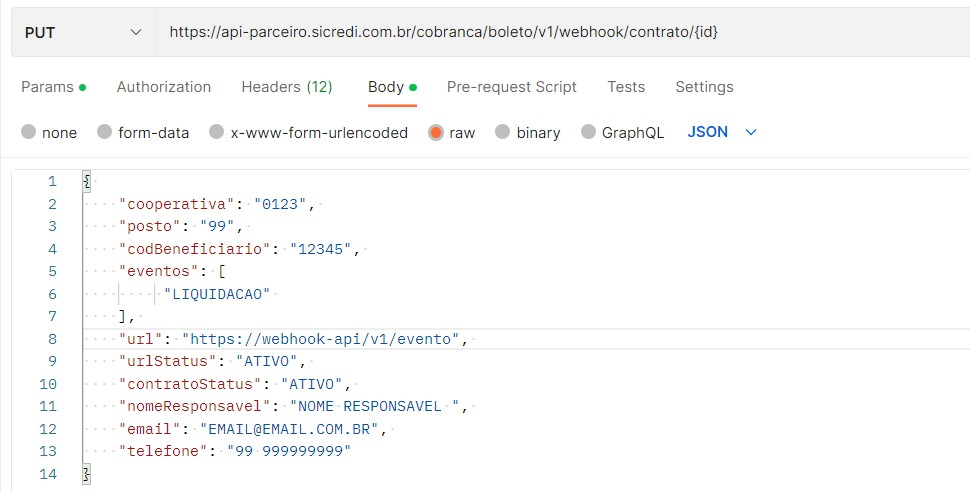 PUT https://api-parceiro.sicredi.com.br/cobranca/boleto/v1/webhook/contrato/{id}
Params Authorization Headers (12) Body Pre-request Script Tests Settings
none form-data x-www-form-urlencoded raw binary GraphQL JSON
1 {
2 "cooperativa": "0123",
3 "posto": "99",
4 "codBeneficiario": "12345",
5 "eventos": [
6 "LIQUIDACAO"
7 ],
8 "url": "https://webhook-api/v1/evento",
9 "urlStatus": "ATIVO",
10 "contratoStatus": "ATIVO",
11 "nomeResponsavel": "NOME RESPONSAVEL ",
12 "email": "EMAIL@EMAIL.COM.BR",
13 "telefone": "99 999999999"
14 }